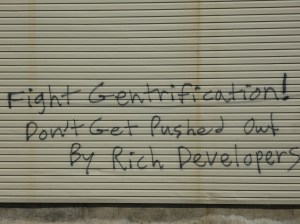 Fight Gentrification!
Don't Get Pushed Out
By Rich Developers